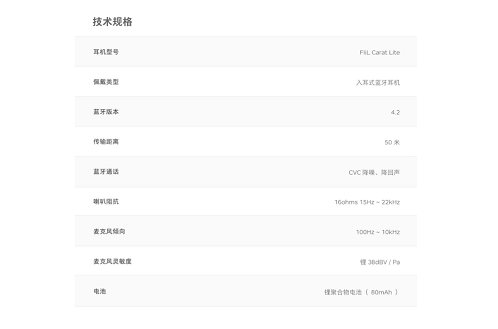 技术规格
耳机型号 FIIL Carat Lite
佩戴类型 入耳式蓝牙耳机
蓝牙版本 4.2
传输距离 50 米
蓝牙通话 CVC 降噪、降回声
喇叭阻抗 16ohms 15Hz ~ 22kHz
麦克风倾向 100Hz ~ 10kHz
麦克风灵敏度 锂 38dBV / Pa
电池 锂聚合物电池（ 80mAh ）